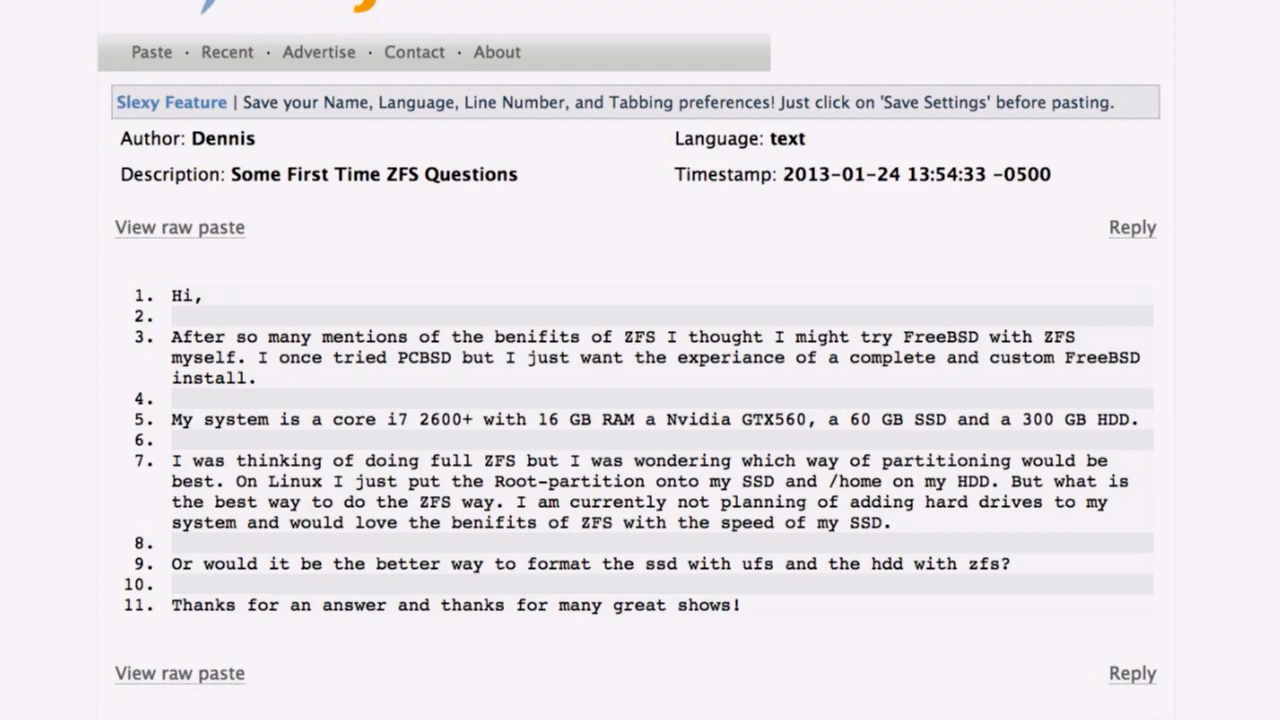 Paste · Recent · Advertise · Contact · About
Slexy Feature | Save your Name, Language, Line Number, and Tabbing preferences! Just click on 'Save Settings' before pasting.
Author: Dennis Language: text
Description: Some First Time ZFS Questions Timestamp: 2013-01-24 13:54:33 -0500
View raw paste Reply
1. Hi,
2.
3. After so many mentions of the benifits of ZFS I thought I might try FreeBSD with ZFS
myself. I once tried PCBSD but I just want the experiance of a complete and custom FreeBSD
install.
4.
5. My system is a core i7 2600+ with 16 GB RAM a Nvidia GTX560, a 60 GB SSD and a 300 GB HDD.
6.
7. I was thinking of doing full ZFS but I was wondering which way of partitioning would be
best. On Linux I just put the Root-partition onto my SSD and /home on my HDD. But what is
the best way to do the ZFS way. I am currently not planning of adding hard drives to my
system and would love the benifits of ZFS with the speed of my SSD.
8.
9. Or would it be the better way to format the ssd with ufs and the hdd with zfs?
10.
11. Thanks for an answer and thanks for many great shows!
View raw paste Reply